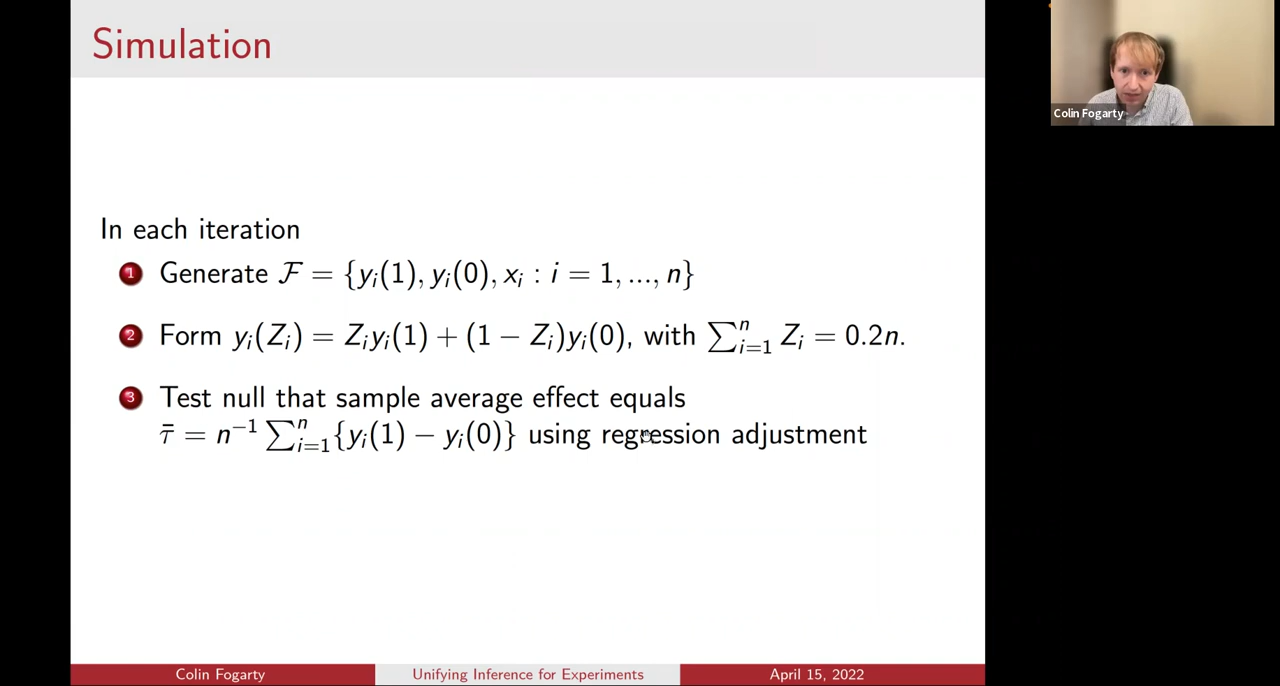 Simulation
In each iteration
1 Generate ℱ = {yᵢ(1), yᵢ(0), xᵢ : i = 1, ..., n}
2 Form yᵢ(Zᵢ) = Zᵢyᵢ(1) + (1 − Zᵢ)yᵢ(0), with ∑ⁿᵢ₌₁ Zᵢ = 0.2n.
3 Test null that sample average effect equals
τ̄ = n⁻¹ ∑ⁿᵢ₌₁{yᵢ(1) − yᵢ(0)} using regression adjustment
Colin Fogarty
Unifying Inference for Experiments
April 15, 2022
Colin Fogarty